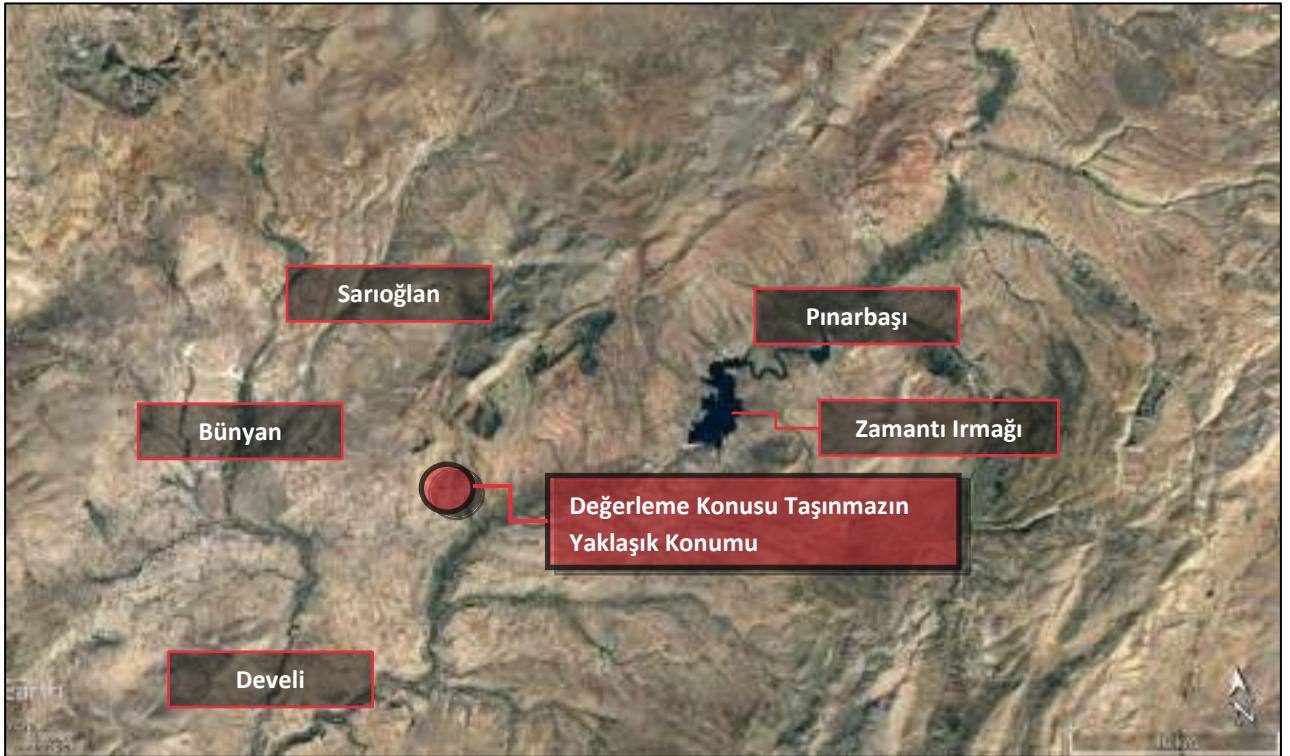 Sarıoğlan
Pınarbaşı
Bünyan
Zamantı Irmağı
Değerleme Konusu Taşınmazın
Yaklaşık Konumu
Develi
N